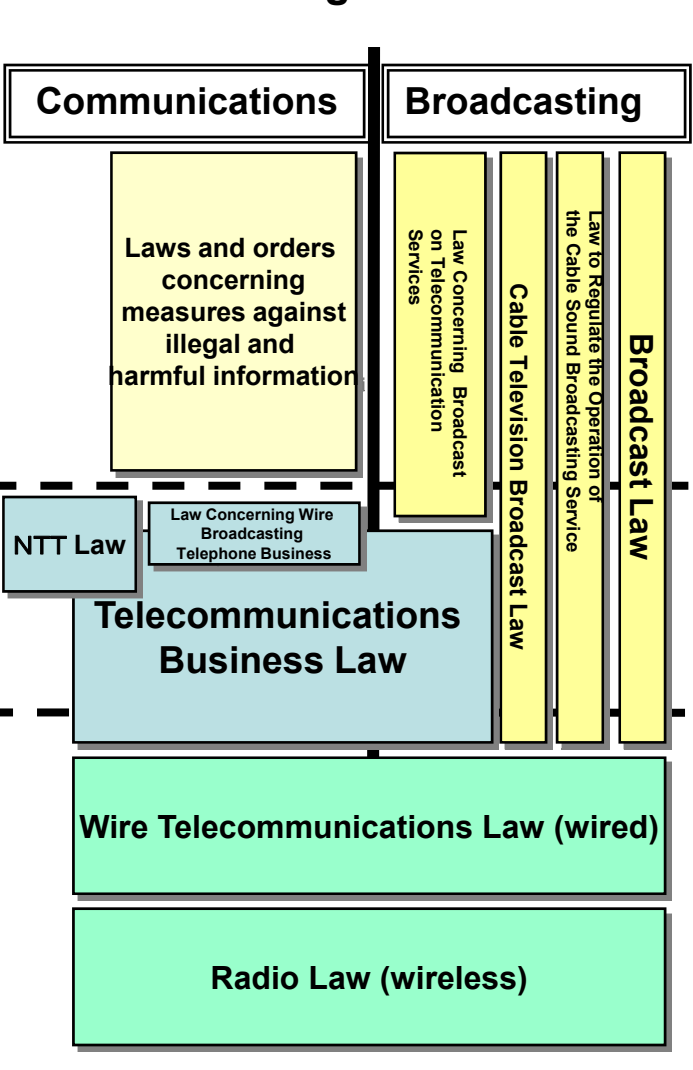 Communications
Broadcasting
Laws and orders
concerning
measures against
illegal and
harmful information
Law Concerning Broadcast
on Telecommunication
Services
Cable Television Broadcast Law
Law to Regulate the Operation of
the Cable Sound Broadcasting Service
Broadcast Law
NTT Law
Law Concerning Wire
Broadcasting
Telephone Business
Telecommunications
Business Law
Wire Telecommunications Law (wired)
Radio Law (wireless)